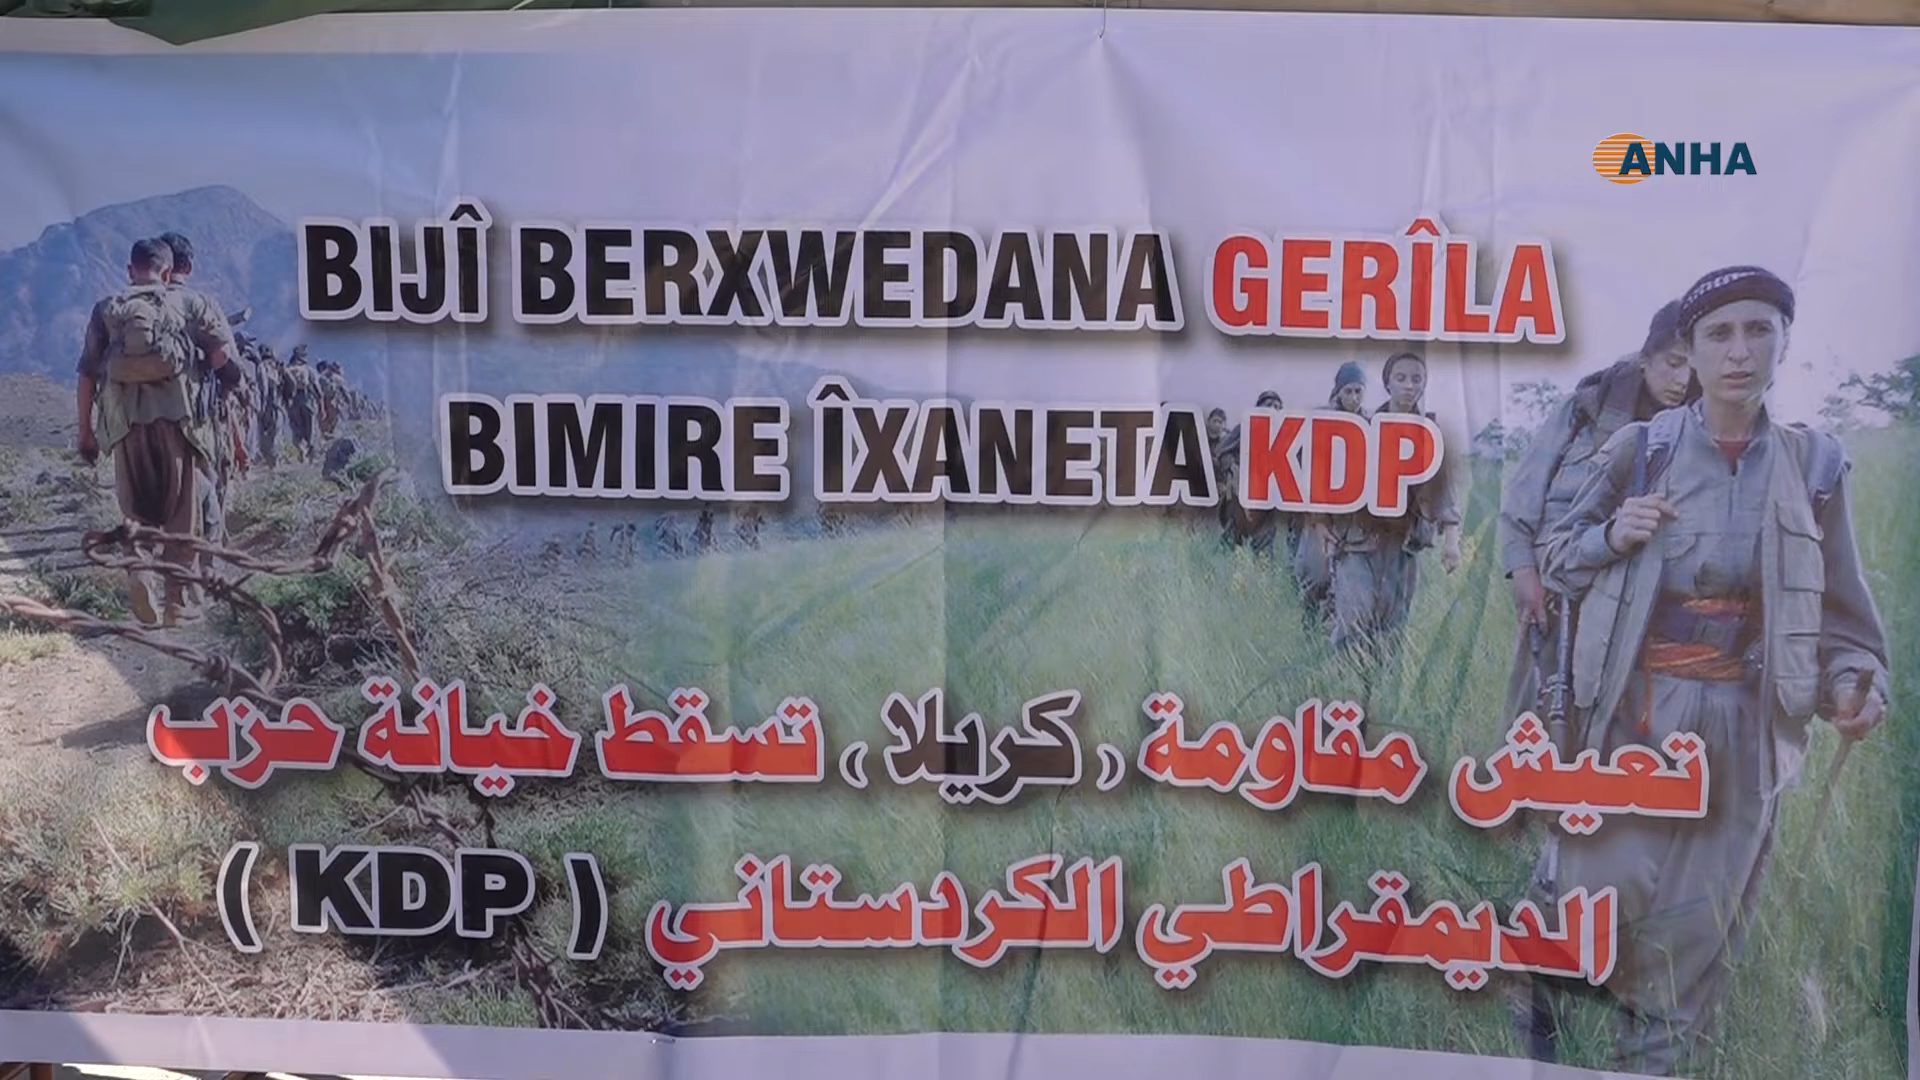 ANHA
BIJÎ BERXWEDANA GERÎLA
BIMIRE ÎXANETA KDP
تعيش مقاومة (كريلا) تسقط خيانة حزب
الديمقراطي الكردستاني ( KDP )